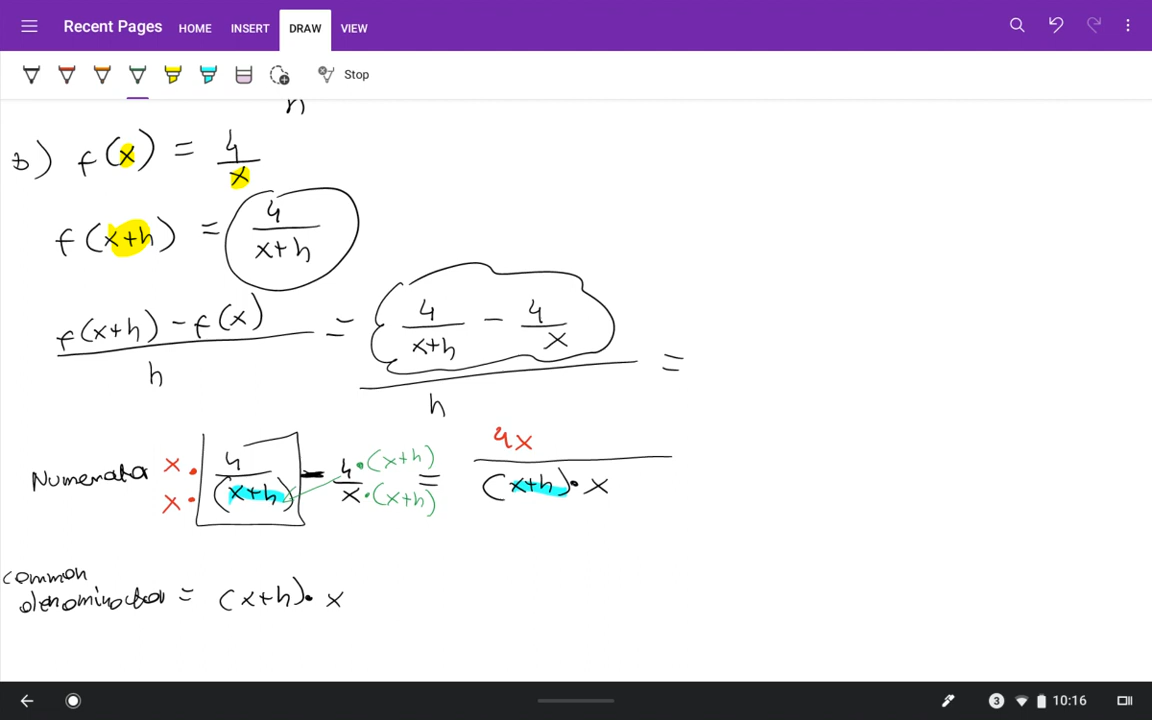 Recent Pages HOME INSERT DRAW VIEW
Stop
h
b) f(x) = 4/x
f(x+h) = 4/(x+h)
(f(x+h) - f(x))/h = (4/(x+h) - 4/x)/h =
Numerator x· x· 4/(x+h) - 4·(x+h)/x·(x+h) = 4x/(x+h)·x
common
denominator = (x+h)·x
3 10:16